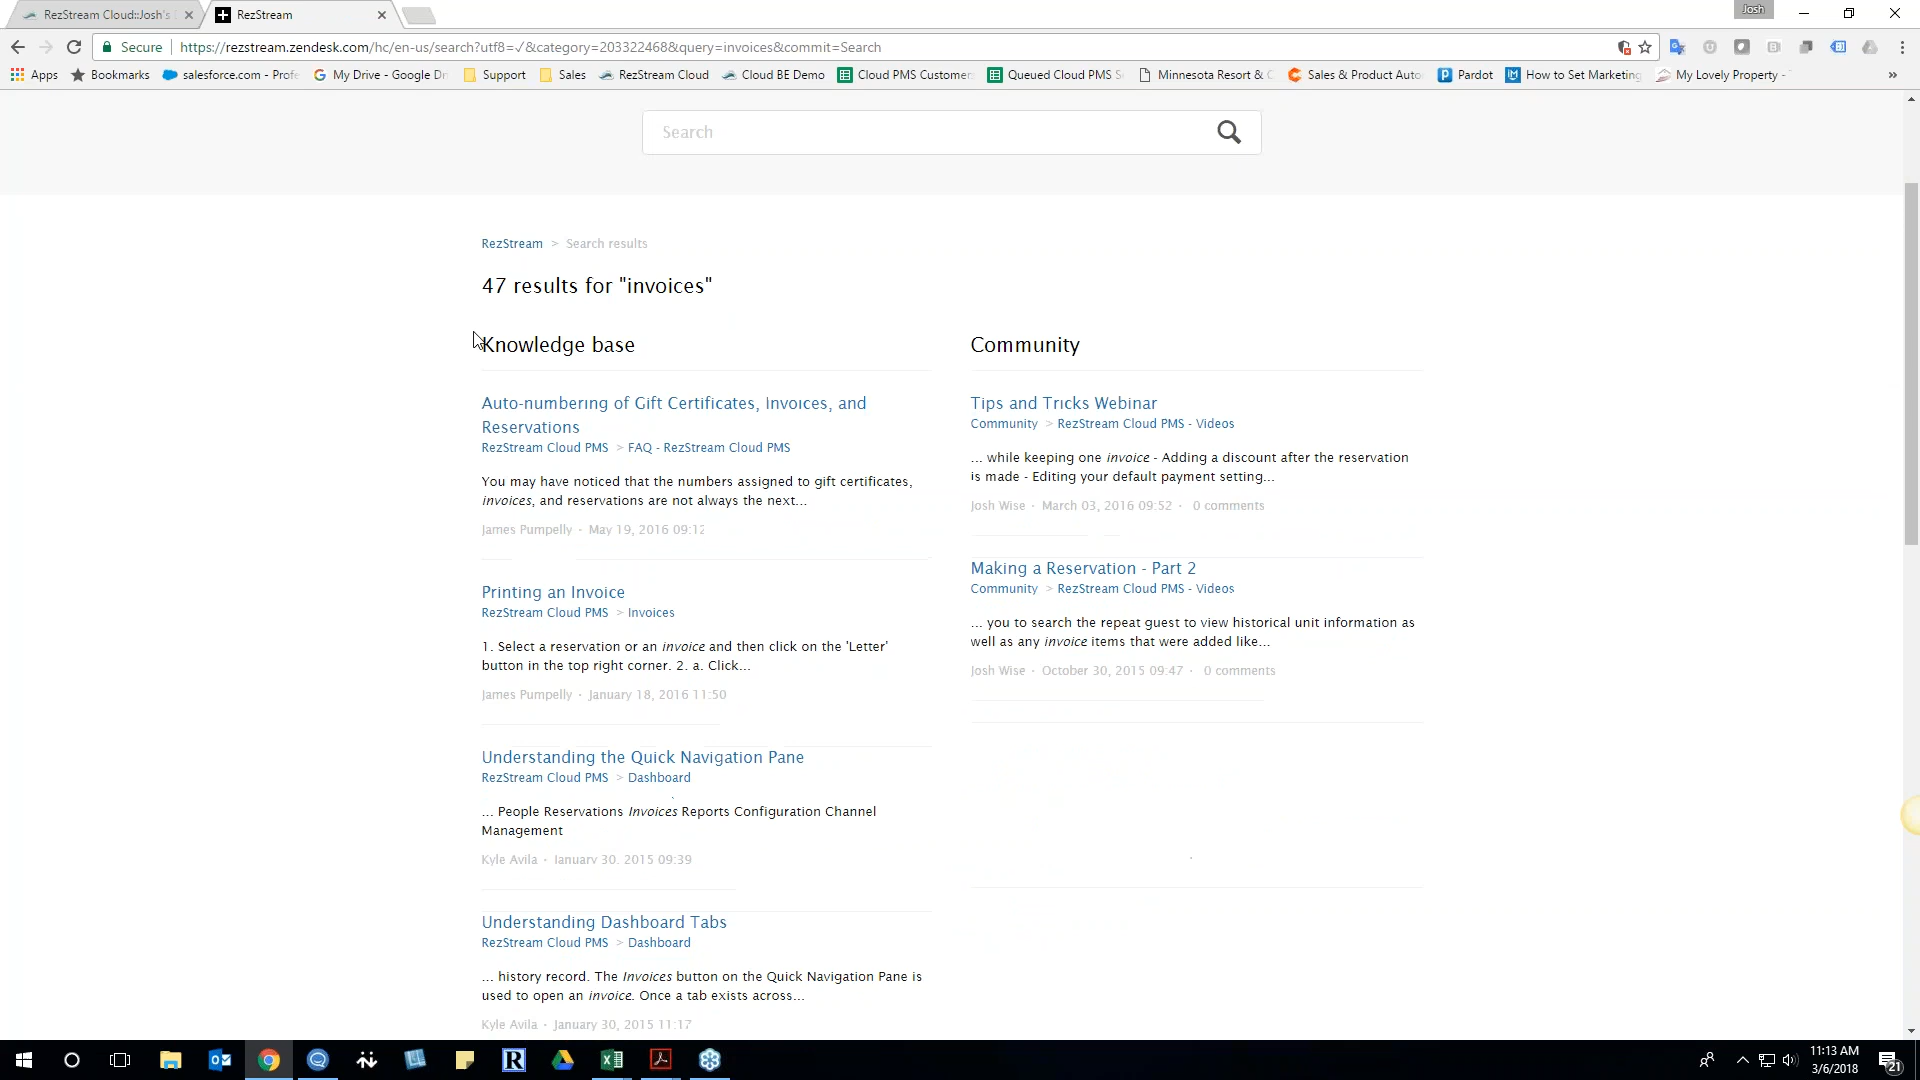 RezStream Cloud::Josh's
RezStream
Josh
Secure
https://rezstream.zendesk.com/hc/en-us/search?utf8=✓&category=203322468&query=invoices&commit=Search
Apps
Bookmarks
salesforce.com - Profe
My Drive - Google Dri
Support
Sales
RezStream Cloud
Cloud BE Demo
Cloud PMS Customer
Queued Cloud PMS S
Minnesota Resort & C
Sales & Product Auto
Pardot
How to Set Marketing
My Lovely Property -
Search
RezStream > Search results
47 results for "invoices"
Knowledge base
Auto-numbering of Gift Certificates, Invoices, and
Reservations
RezStream Cloud PMS > FAQ - RezStream Cloud PMS
You may have noticed that the numbers assigned to gift certificates,
invoices, and reservations are not always the next...
James Pumpelly · May 19, 2016 09:12
Printing an Invoice
RezStream Cloud PMS > Invoices
1. Select a reservation or an invoice and then click on the 'Letter'
button in the top right corner. 2. a. Click...
James Pumpelly · January 18, 2016 11:50
Understanding the Quick Navigation Pane
RezStream Cloud PMS > Dashboard
... People Reservations Invoices Reports Configuration Channel
Management
Kyle Avila · January 30, 2015 09:39
Understanding Dashboard Tabs
RezStream Cloud PMS > Dashboard
... history record. The Invoices button on the Quick Navigation Pane is
used to open an invoice. Once a tab exists across...
Kyle Avila · January 30, 2015 11:17
Community
Tips and Tricks Webinar
Community > RezStream Cloud PMS - Videos
... while keeping one invoice - Adding a discount after the reservation
is made - Editing your default payment setting...
Josh Wise · March 03, 2016 09:52 · 0 comments
Making a Reservation - Part 2
Community > RezStream Cloud PMS - Videos
... you to search the repeat guest to view historical unit information as
well as any invoice items that were added like...
Josh Wise · October 30, 2015 09:47 · 0 comments
11:13 AM
3/6/2018
21